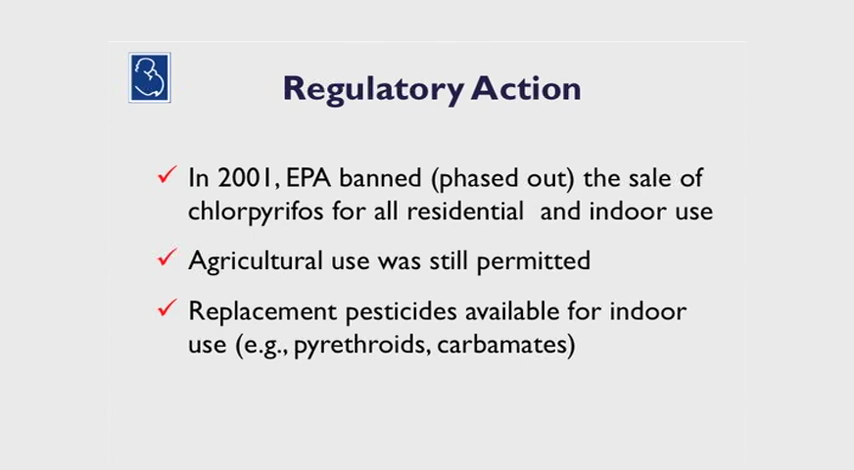 Regulatory Action
In 2001, EPA banned (phased out) the sale of
chlorpyrifos for all residential and indoor use
Agricultural use was still permitted
Replacement pesticides available for indoor
use (e.g., pyrethroids, carbamates)